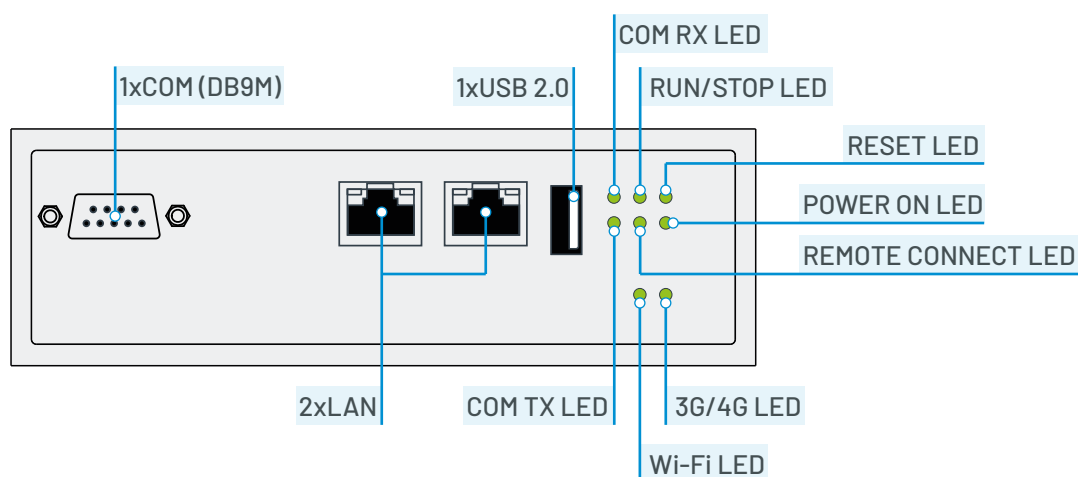 COM RX LED
1xCOM (DB9M)
1xUSB 2.0
RUN/STOP LED
RESET LED
POWER ON LED
REMOTE CONNECT LED
2xLAN
COM TX LED
3G/4G LED
Wi-Fi LED